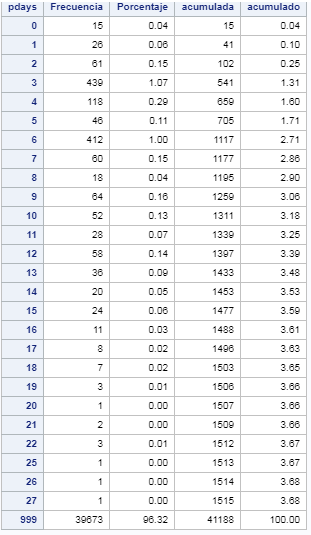 pdays Frecuencia Porcentaje acumulada acumulado
0 15 0.04 15 0.04
1 26 0.06 41 0.10
2 61 0.15 102 0.25
3 439 1.07 541 1.31
4 118 0.29 659 1.60
5 46 0.11 705 1.71
6 412 1.00 1117 2.71
7 60 0.15 1177 2.86
8 18 0.04 1195 2.90
9 64 0.16 1259 3.06
10 52 0.13 1311 3.18
11 28 0.07 1339 3.25
12 58 0.14 1397 3.39
13 36 0.09 1433 3.48
14 20 0.05 1453 3.53
15 24 0.06 1477 3.59
16 11 0.03 1488 3.61
17 8 0.02 1496 3.63
18 7 0.02 1503 3.65
19 3 0.01 1506 3.66
20 1 0.00 1507 3.66
21 2 0.00 1509 3.66
22 3 0.01 1512 3.67
25 1 0.00 1513 3.67
26 1 0.00 1514 3.68
27 1 0.00 1515 3.68
999 39673 96.32 41188 100.00